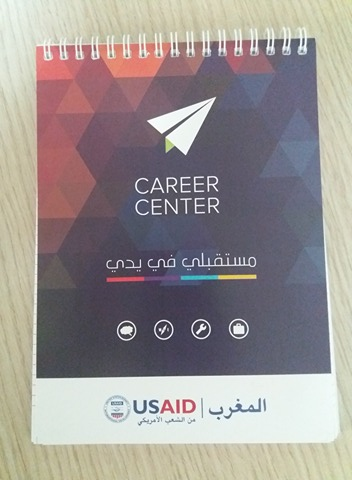 CAREER
CENTER
مستقبلي في يدي
USAID | المغرب
من الشعب الأمريكي